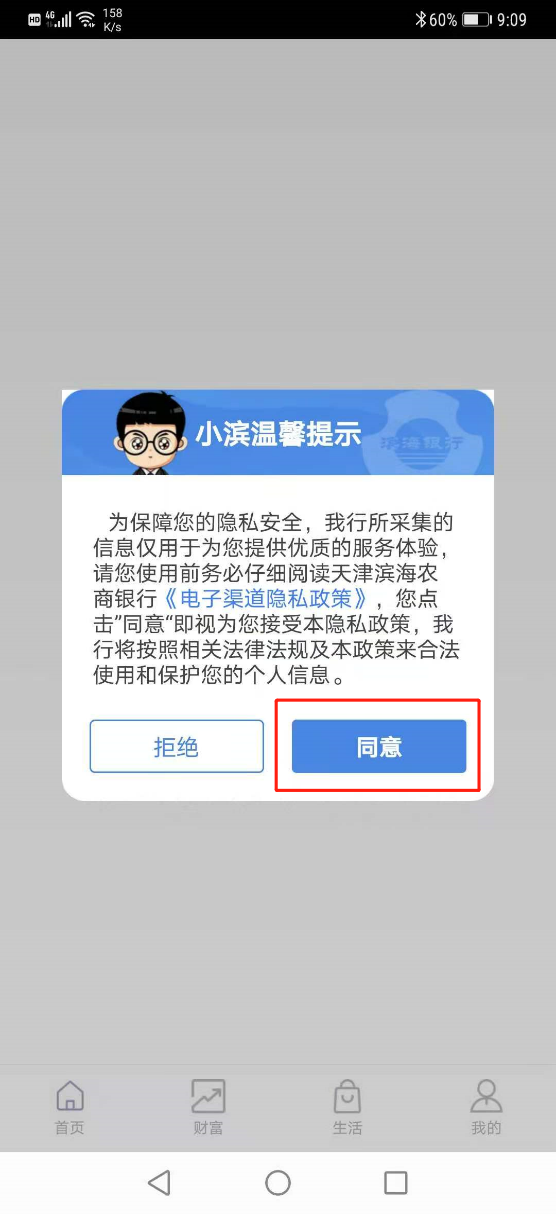 HD 4G 158 K/s 60% 9:09
小滨温馨提示
滨海银行
为保障您的隐私安全，我行所采集的
信息仅用于为您提供优质的服务体验，
请您使用前务必仔细阅读天津滨海农
商银行《电子渠道隐私政策》，您点
击”同意“即视为您接受本隐私政策，我
行将按照相关法律法规及本政策来合法
使用和保护您的个人信息。
拒绝
同意
首页
财富
生活
我的